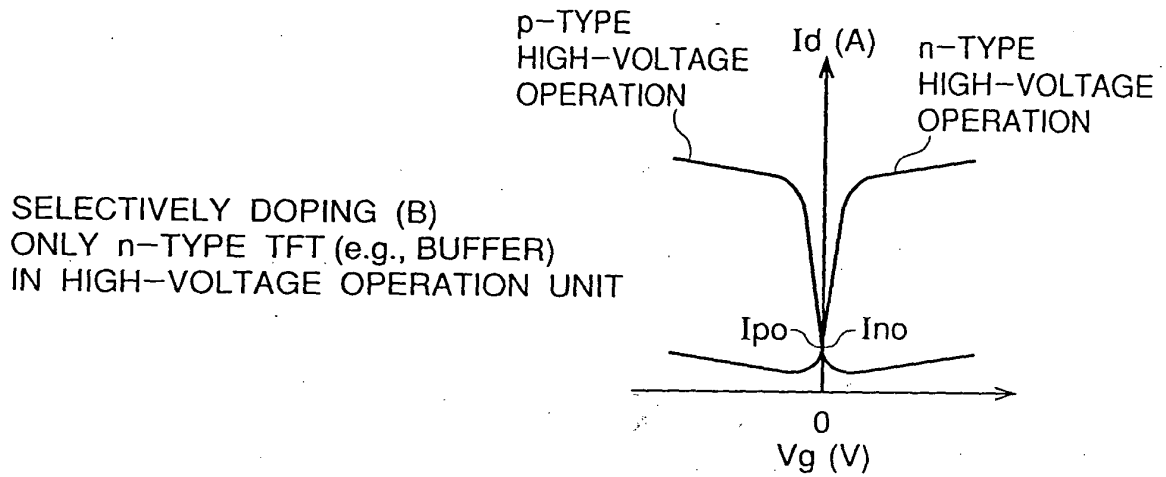 p-TYPE
HIGH-VOLTAGE
OPERATION
Id (A)
n-TYPE
HIGH-VOLTAGE
OPERATION
SELECTIVELY DOPING (B)
ONLY n-TYPE TFT (e.g., BUFFER)
IN HIGH-VOLTAGE OPERATION UNIT
Ipo
Ino
0
Vg (V)